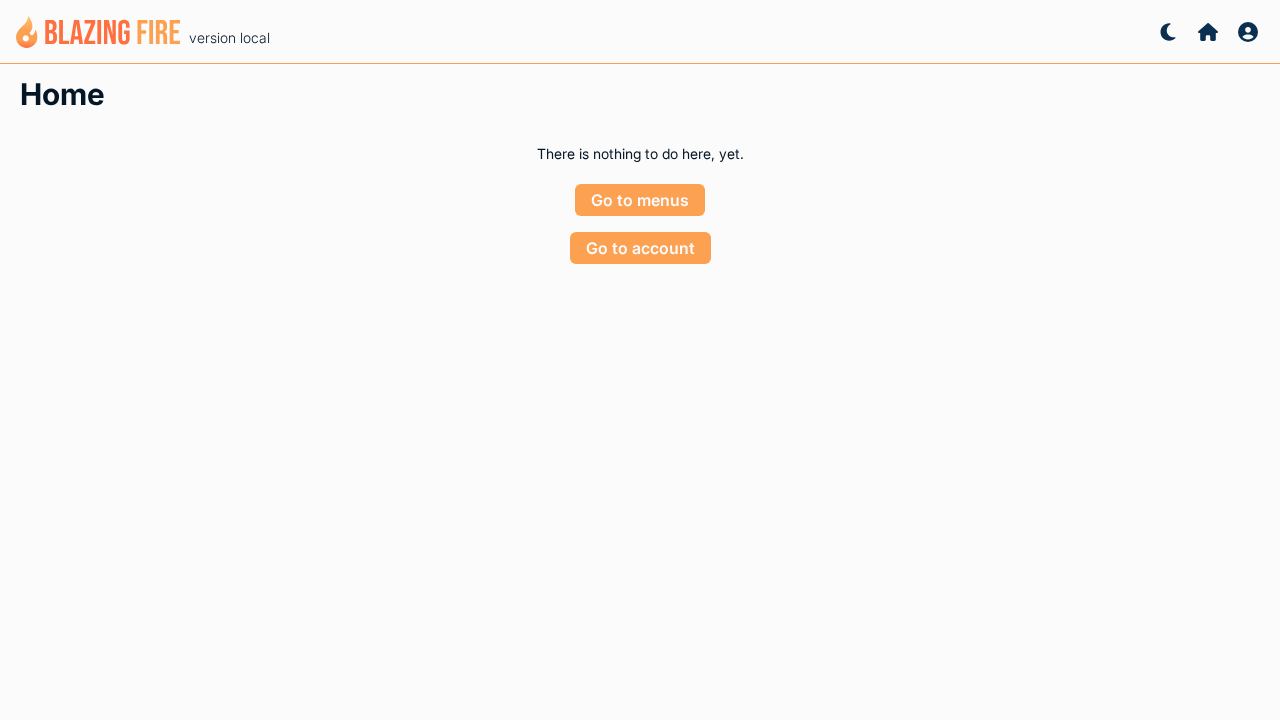 BLAZING FIRE version local
Home
There is nothing to do here, yet.
Go to menus
Go to account